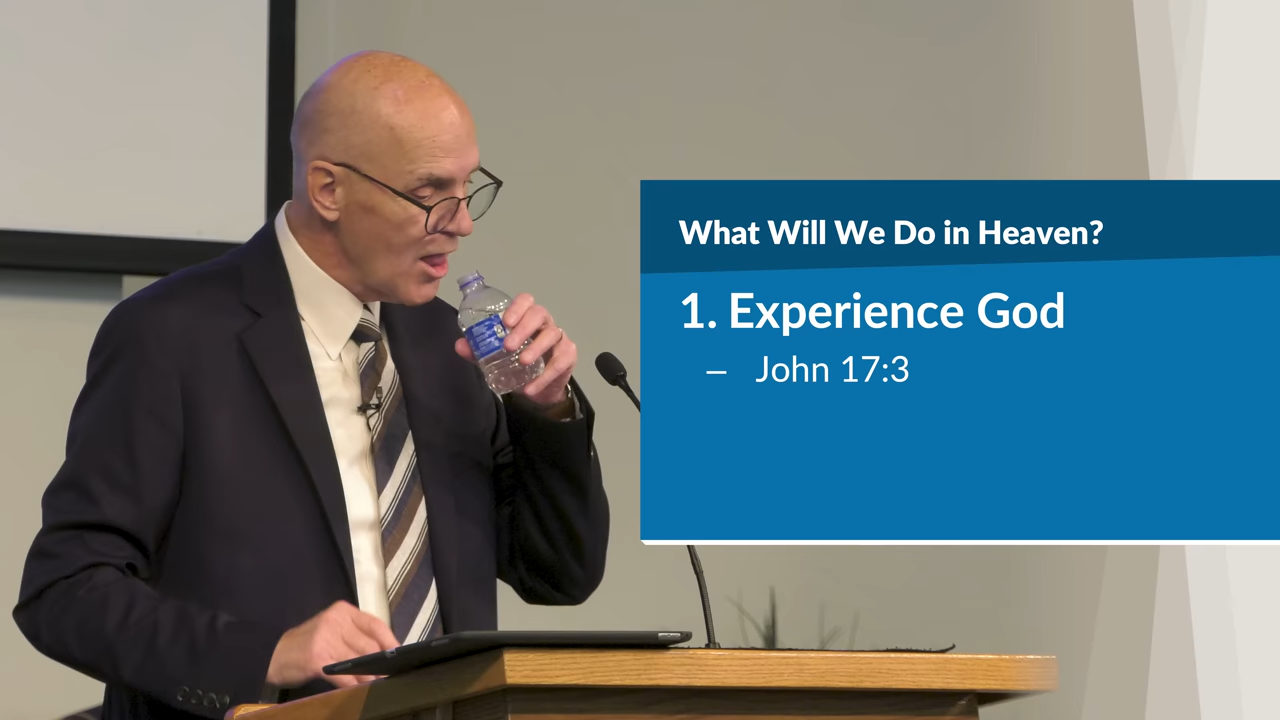 What Will We Do in Heaven?
1. Experience God
– John 17:3